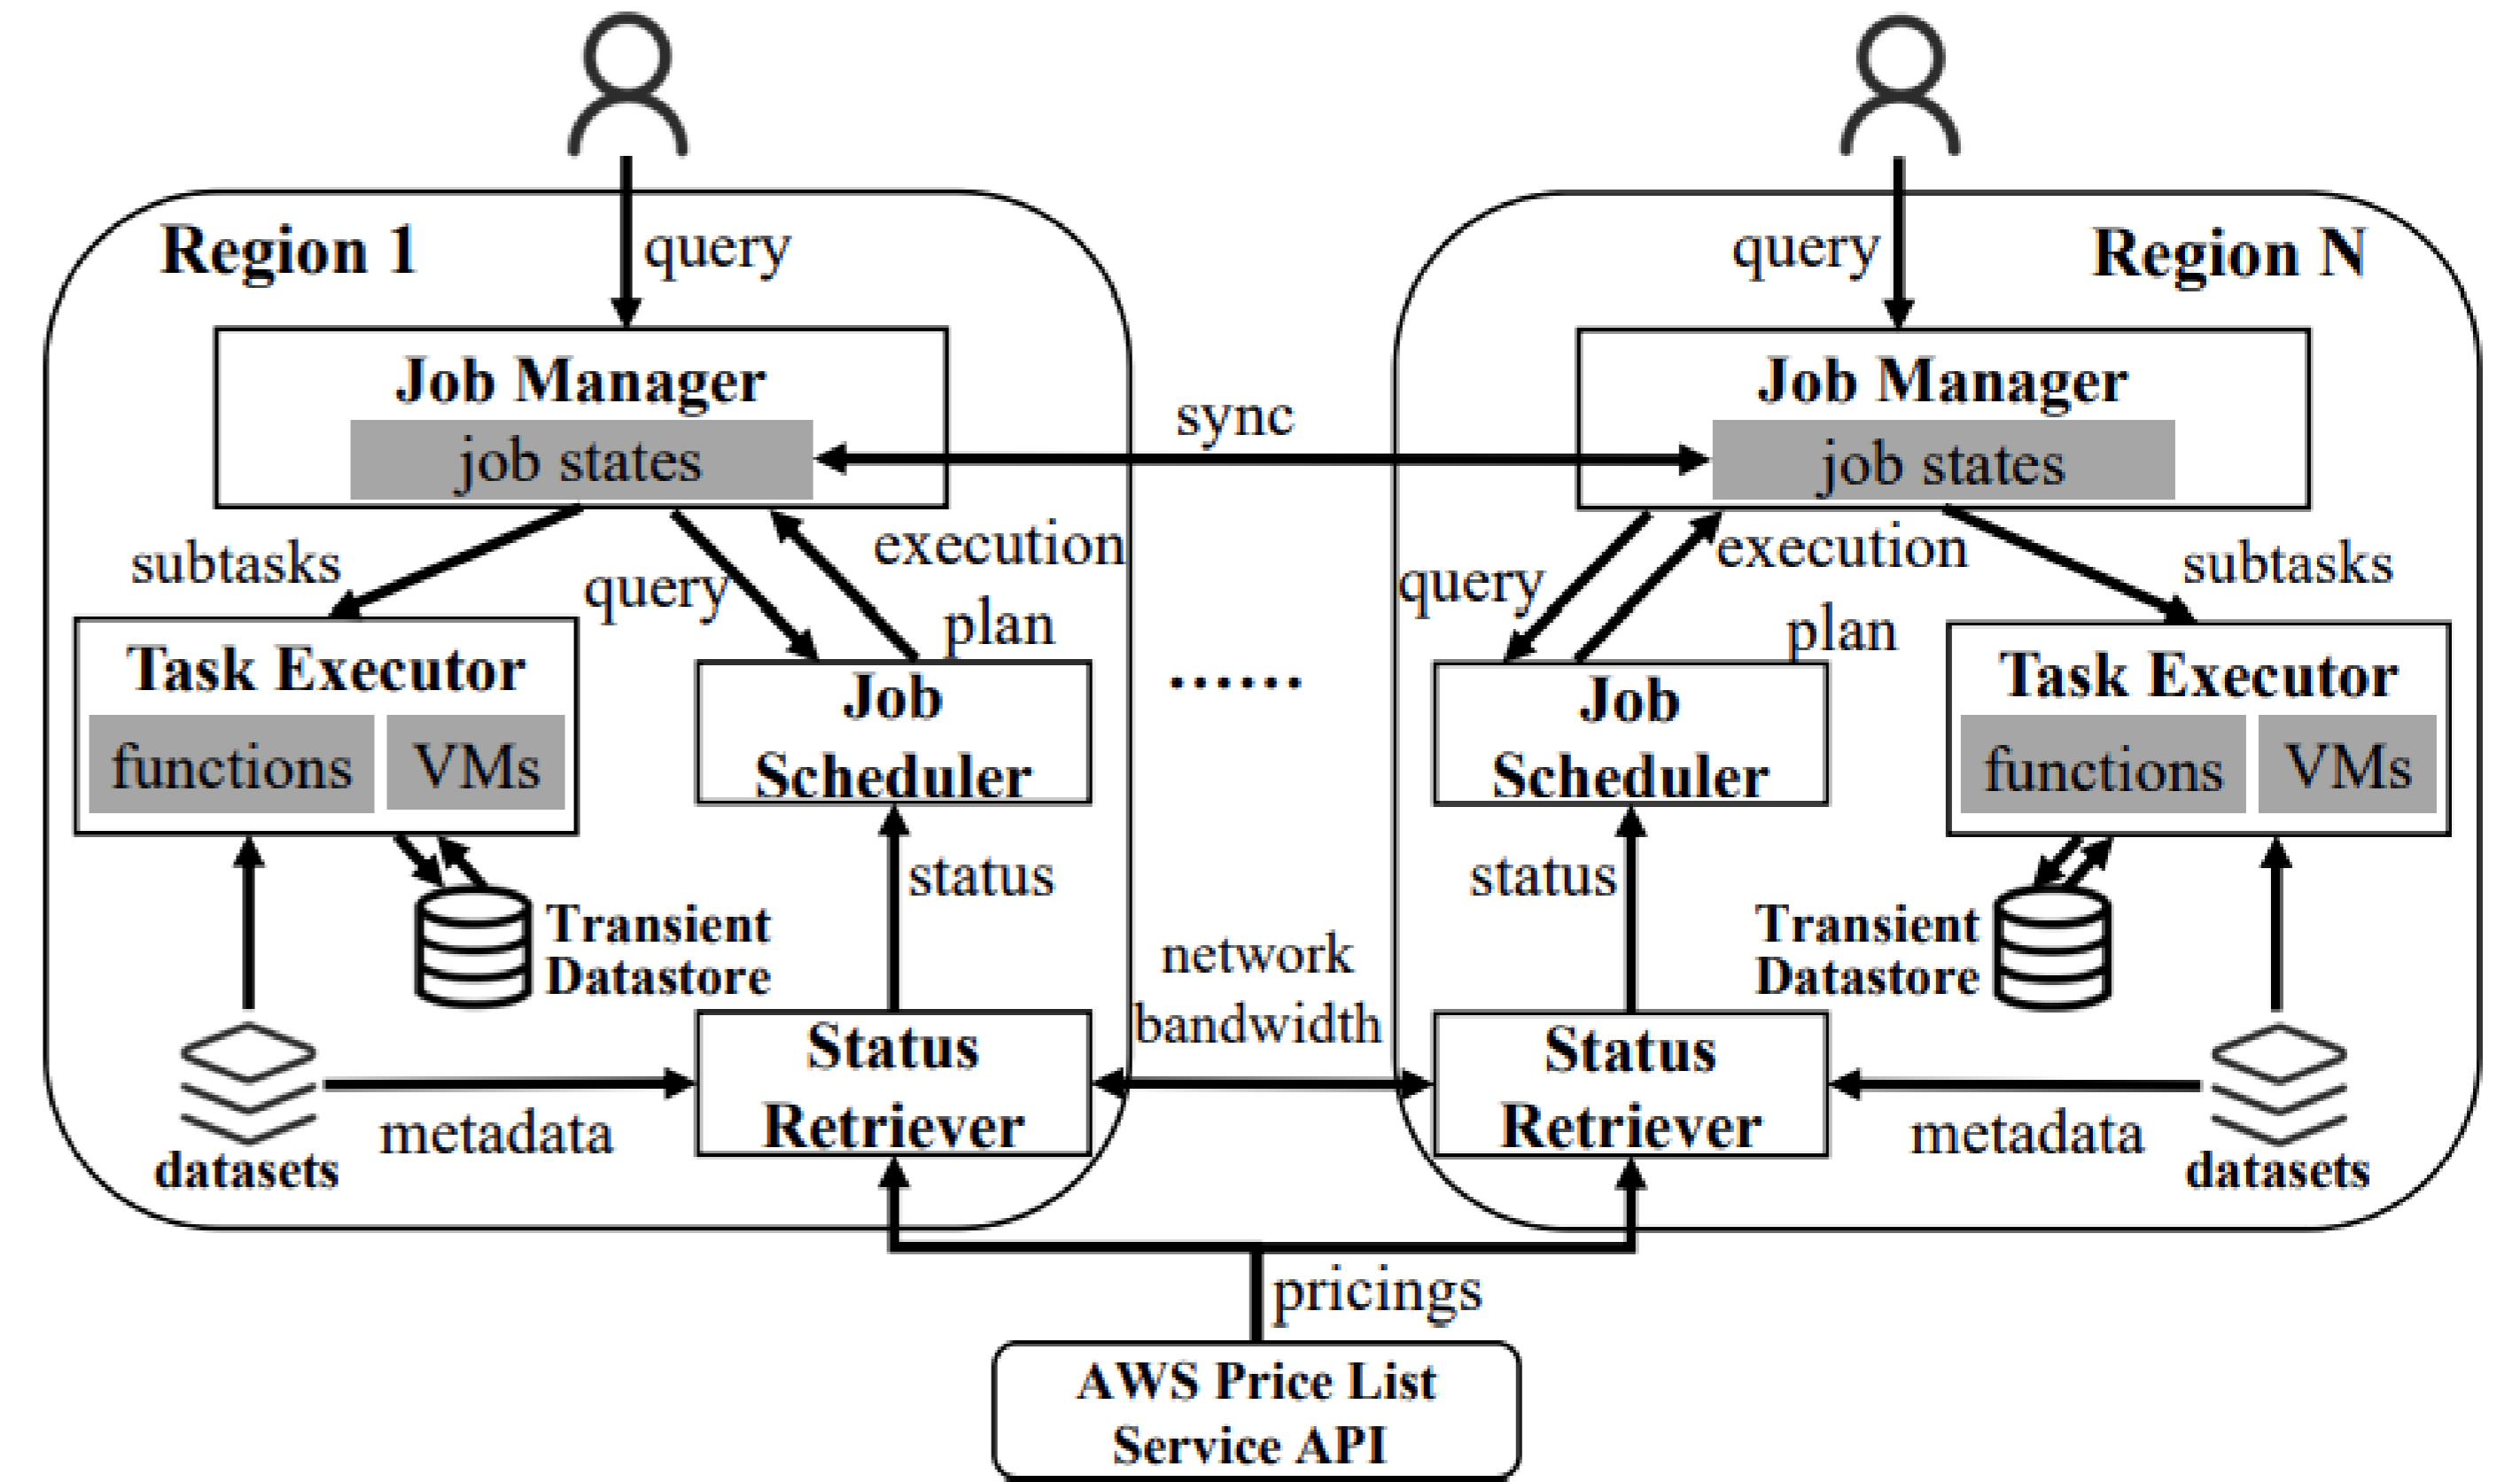 query
query
Region 1
Region N
Job Manager
job states
sync
Job Manager
job states
subtasks
query
execution
plan
query
execution
plan
subtasks
Task Executor
functions
VMs
Job
Scheduler
......
Job
Scheduler
Task Executor
functions
VMs
status
status
Transient
Datastore
network
bandwidth
Transient
Datastore
Status
Retriever
Status
Retriever
metadata
datasets
metadata
datasets
pricings
AWS Price List
Service API